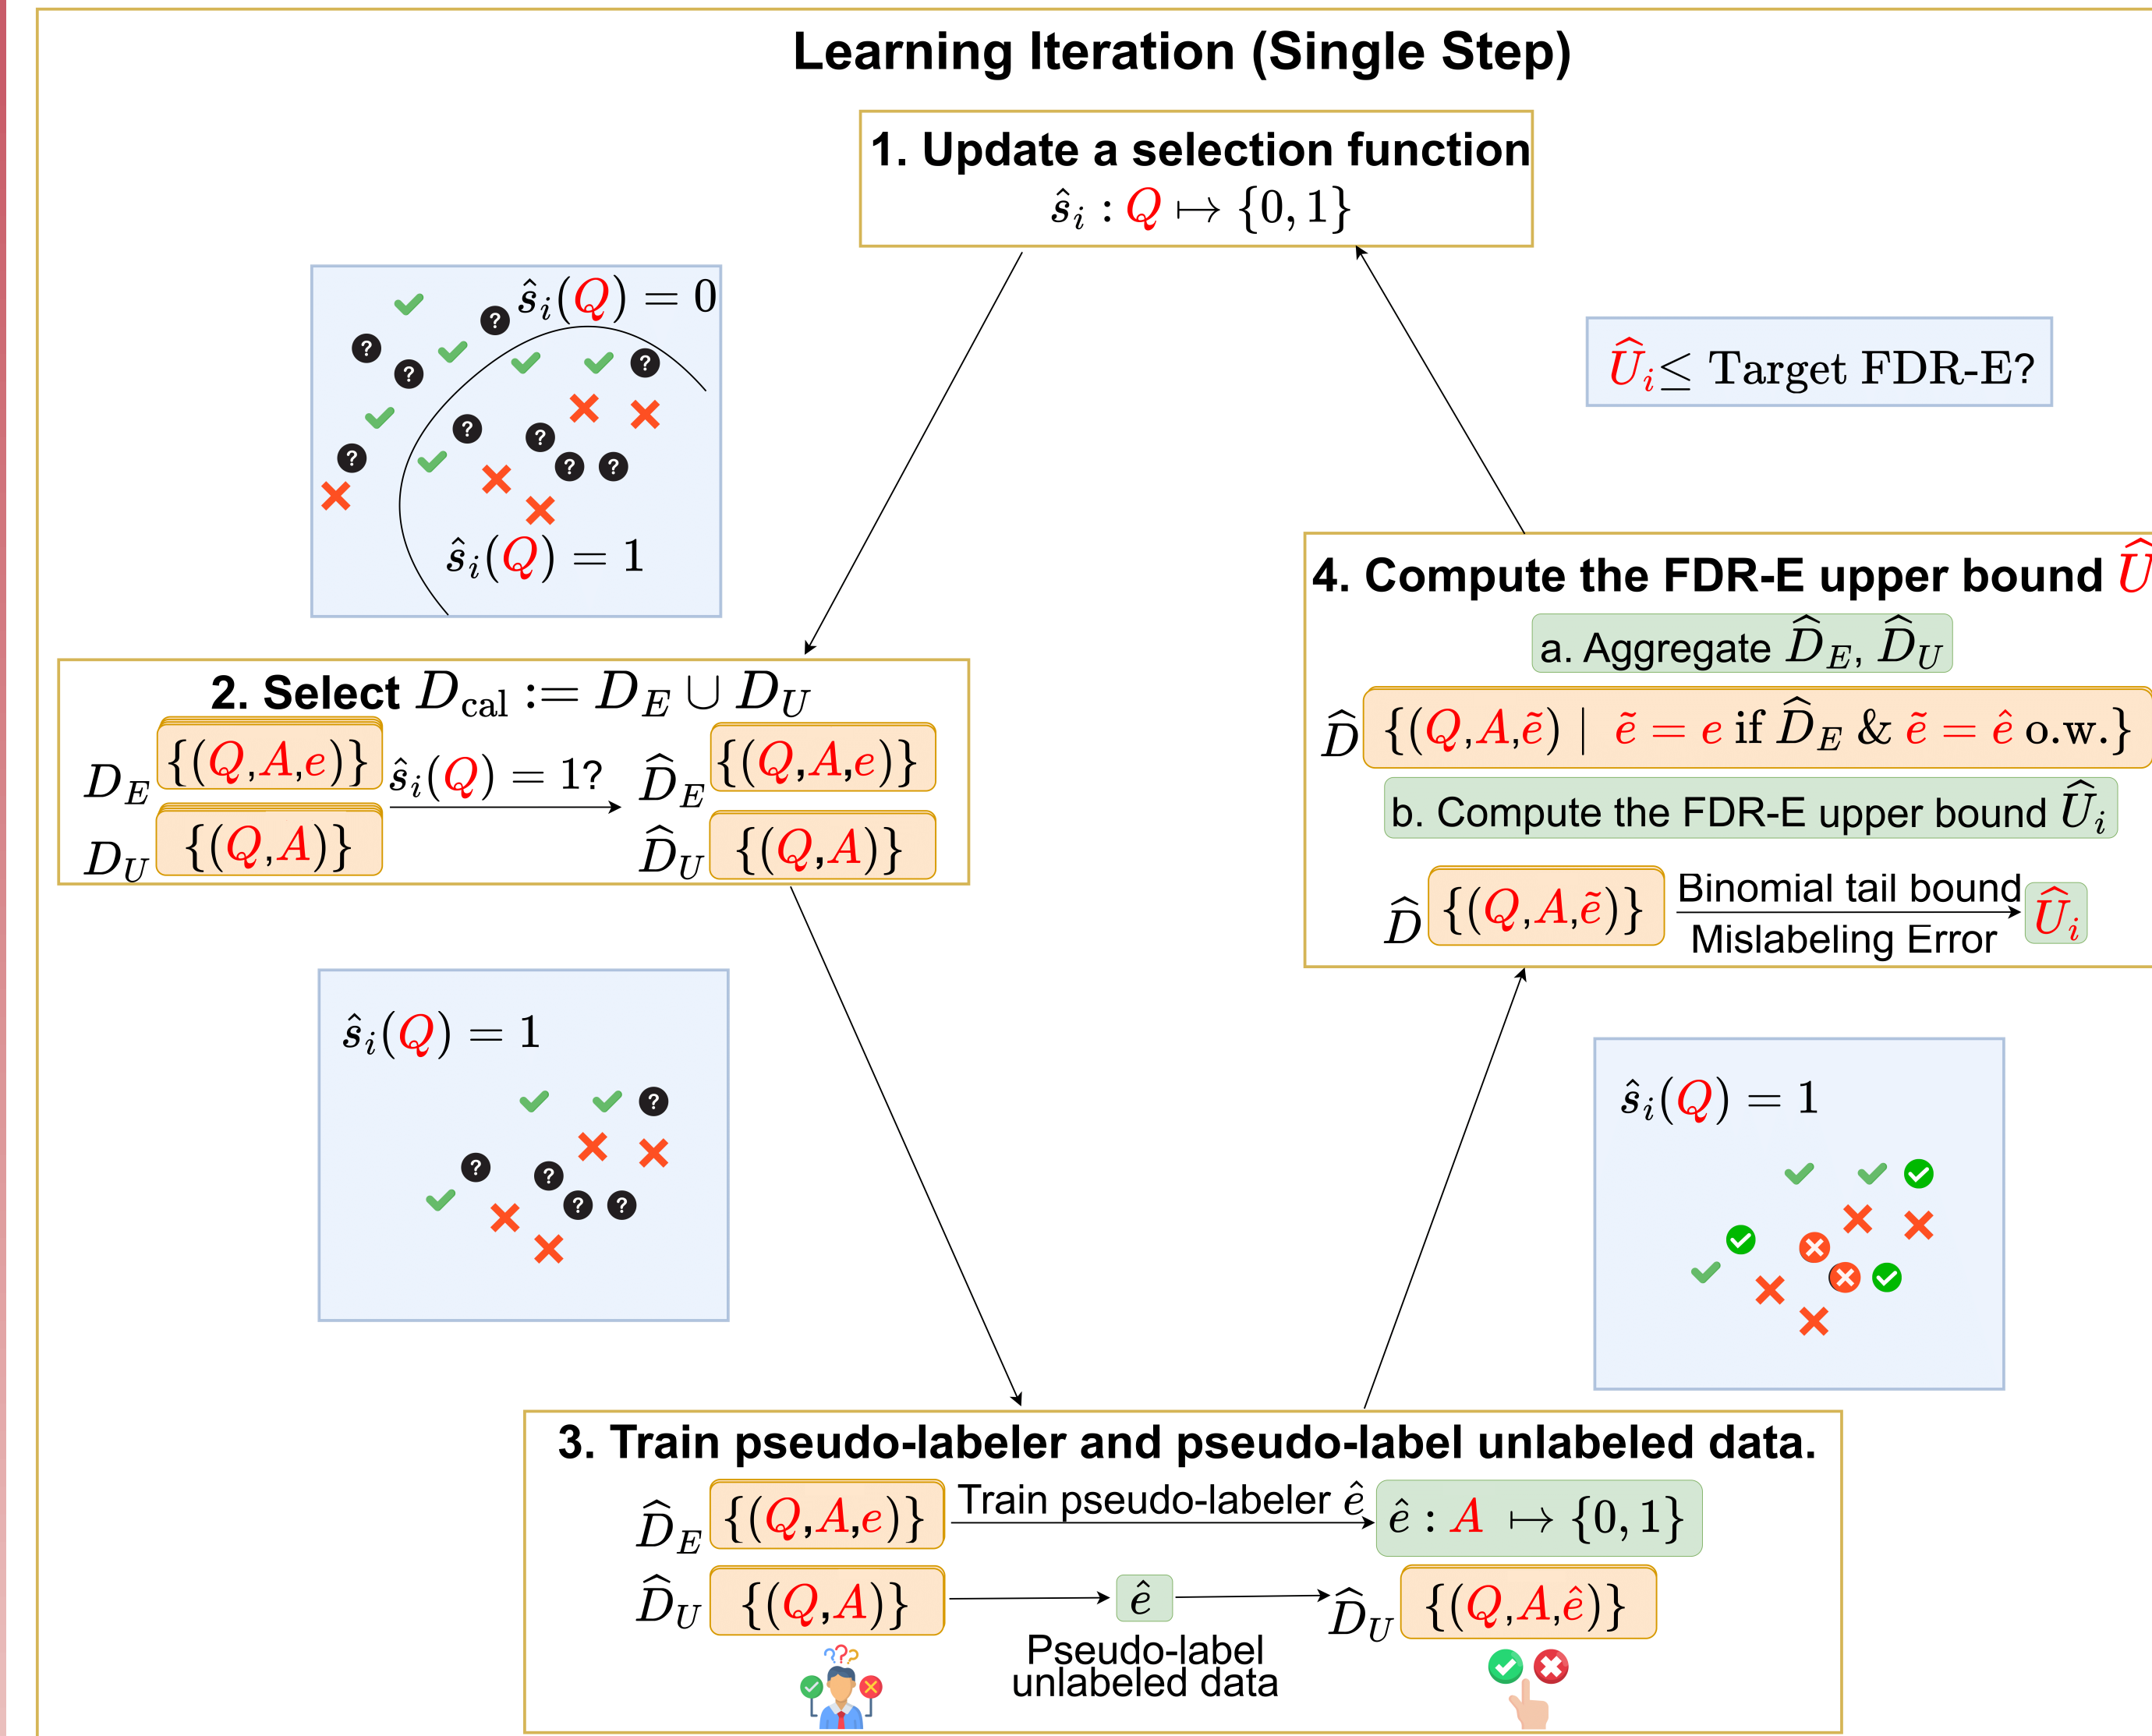 Learning Iteration (Single Step)
1. Update a selection function
ŝ_i : Q ↦ {0, 1}
ŝ_i(Q) = 0
ŝ_i(Q) = 1
Û_i ≤ Target FDR-E?
2. Select D_cal := D_E ∪ D_U
D_E {(Q,A,e)} ŝ_i(Q) = 1? D̂_E {(Q,A,e)}
D_U {(Q,A)} D̂_U {(Q,A)}
4. Compute the FDR-E upper bound Û
a. Aggregate D̂_E, D̂_U
D̂ {(Q,A,ẽ) | ẽ = e if D̂_E & ẽ = ê o.w.}
b. Compute the FDR-E upper bound Û_i
D̂ {(Q,A,ẽ)} Binomial tail bound Û_i
Mislabeling Error
ŝ_i(Q) = 1
ŝ_i(Q) = 1
3. Train pseudo-labeler and pseudo-label unlabeled data.
D̂_E {(Q,A,e)} Train pseudo-labeler ê ê : A ↦ {0, 1}
D̂_U {(Q,A)} ê D̂_U {(Q,A,ê)}
Pseudo-label
unlabeled data